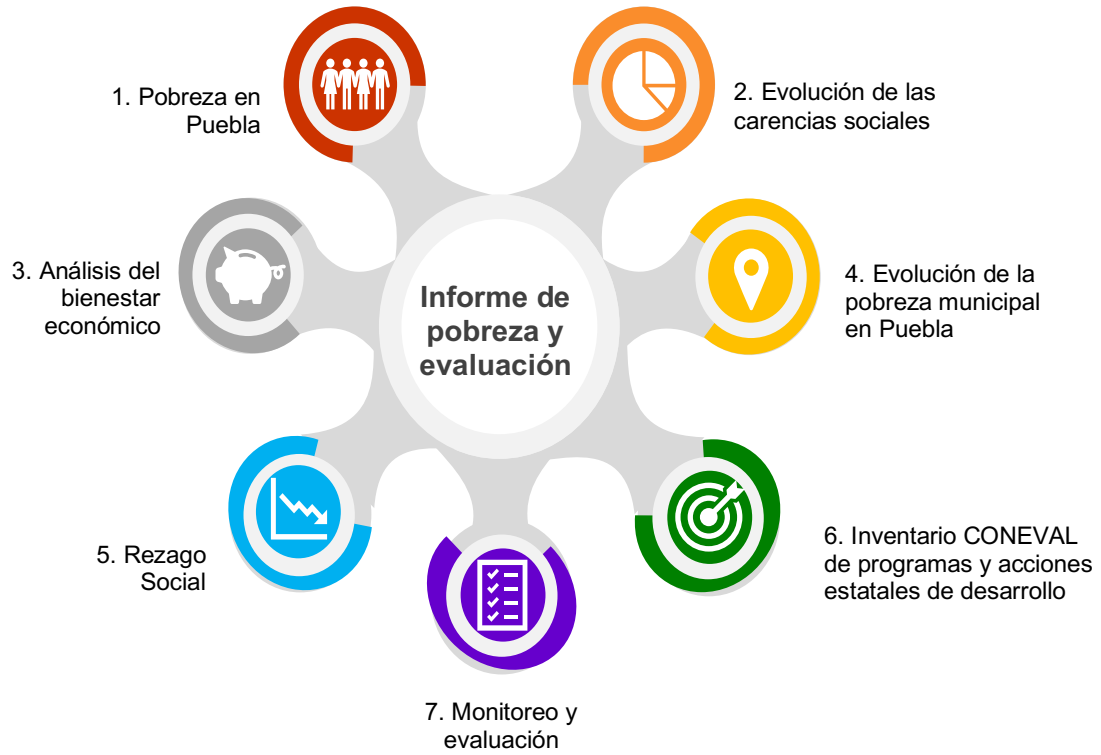 1. Pobreza en
Puebla
2. Evolución de las
carencias sociales
3. Análisis del
bienestar
económico
Informe de
pobreza y
evaluación
4. Evolución de la
pobreza municipal
en Puebla
5. Rezago
Social
6. Inventario CONEVAL
de programas y acciones
estatales de desarrollo
7. Monitoreo y
evaluación